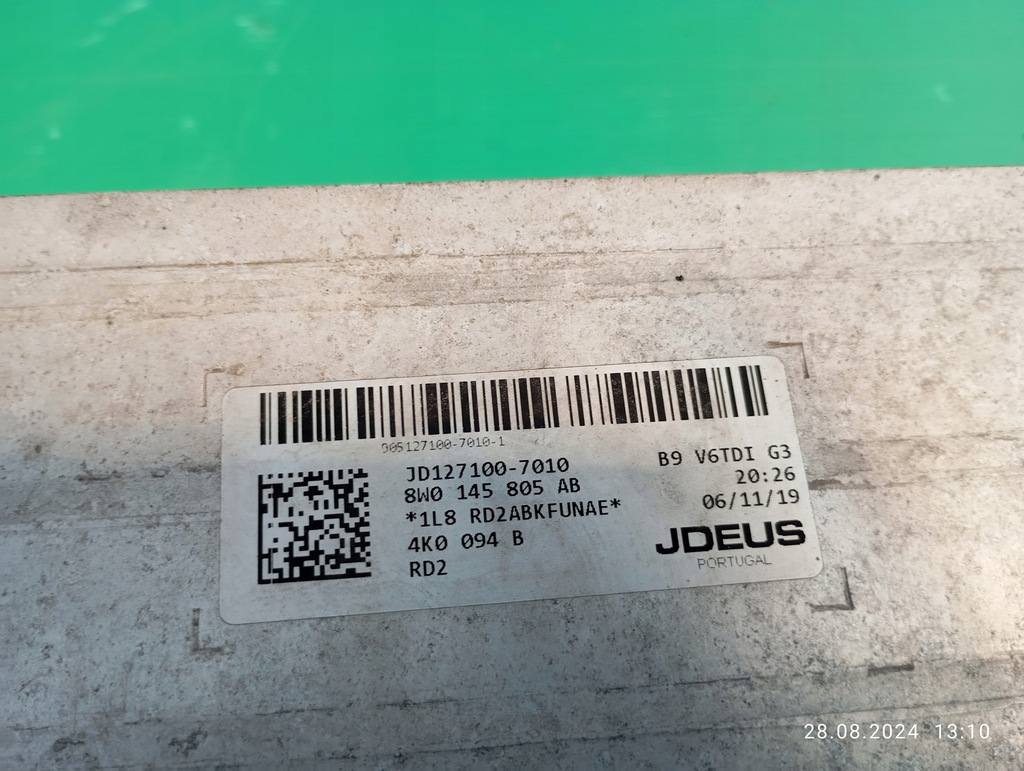 905127100-7010-1
JD127100-7010
8W0 145 805 AB
*1L8 RD2ABKFUNAE*
4K0 094 B
RD2
B9 V6TDI G3
20:26
06/11/19
JDEUS
PORTUGAL
28.08.2024 13:10